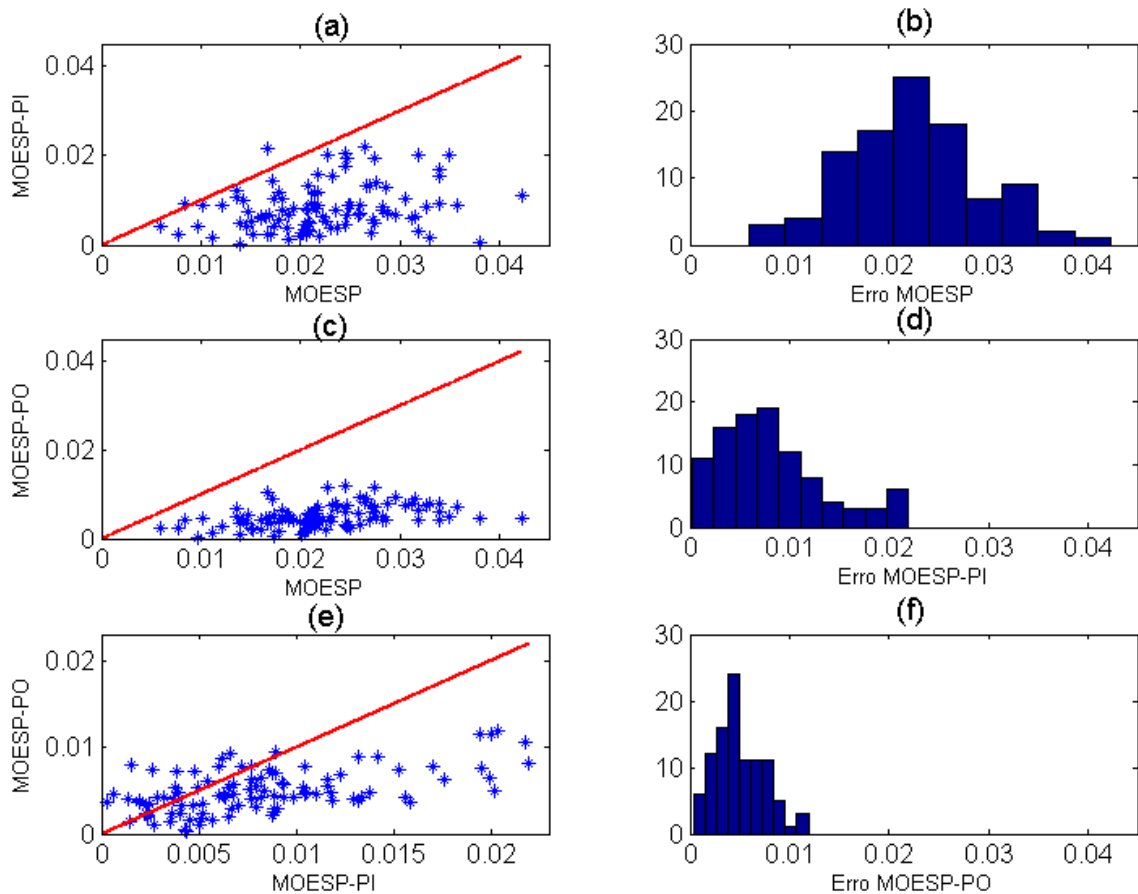 (a)
MOESP-PI
0.04
0.02
0
0 0.01 0.02 0.03 0.04
MOESP
(b)
30
20
10
0
0 0.01 0.02 0.03 0.04
Erro MOESP
(c)
MOESP-PO
0.04
0.02
0
0 0.01 0.02 0.03 0.04
MOESP
(d)
30
20
10
0
0 0.01 0.02 0.03 0.04
Erro MOESP-PI
(e)
MOESP-PO
0.02
0.01
0
0 0.005 0.01 0.015 0.02
MOESP-PI
(f)
30
20
10
0
0 0.01 0.02 0.03 0.04
Erro MOESP-PO